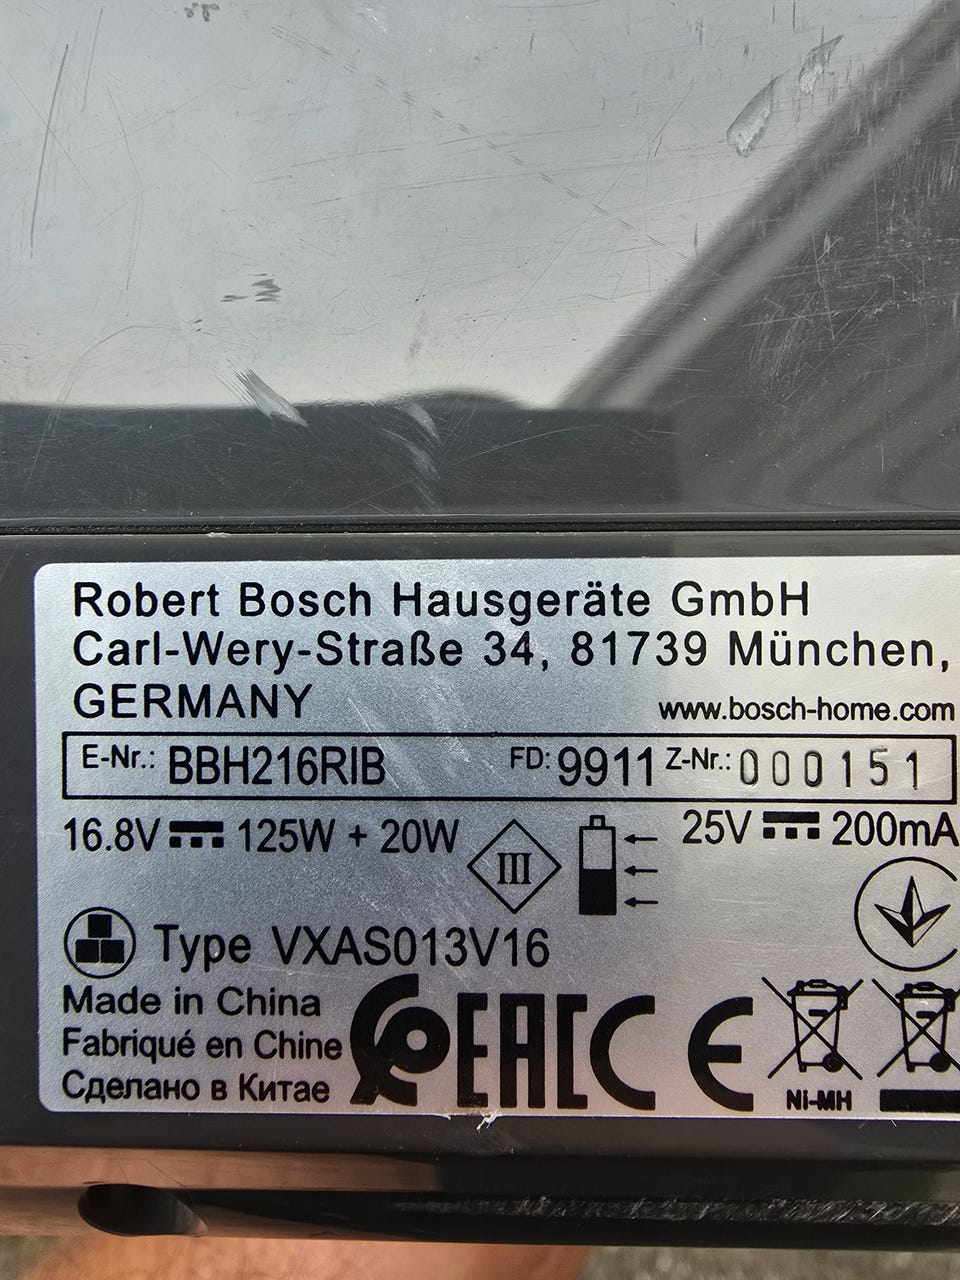 Robert Bosch Hausgeräte GmbH
Carl-Wery-Straße 34, 81739 München,
GERMANY www.bosch-home.com
E-Nr.: BBH216RIB FD: 9911 Z-Nr.: 000151
16.8V 125W + 20W III 25V 200mA
Type VXAS013V16
Made in China
Fabriqué en Chine
Сделано в Китае
EAC CE
Ni-MH